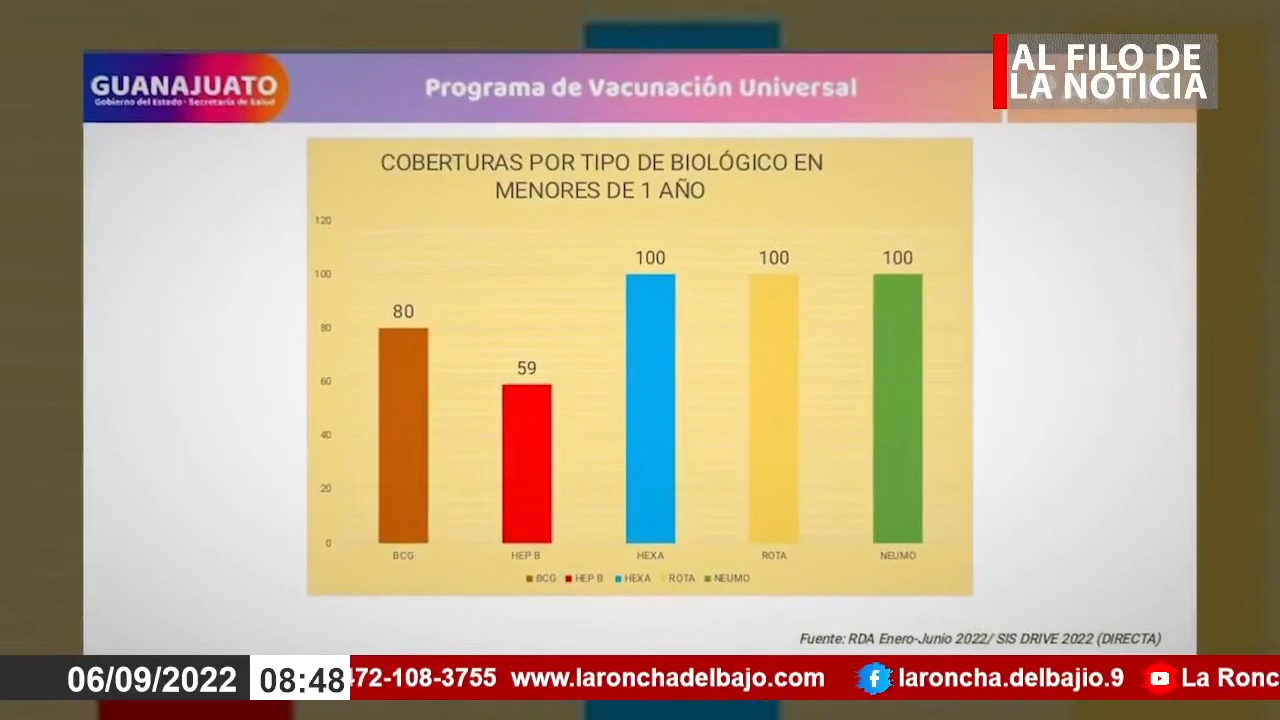 GUANAJUATO
Gobierno del Estado · Secretaría de Salud
Programa de Vacunación Universal
AL FILO DE
LA NOTICIA
COBERTURAS POR TIPO DE BIOLÓGICO EN
MENORES DE 1 AÑO
120
100
80
60
40
20
0
80
59
100
100
100
BCG
HEP B
HEXA
ROTA
NEUMO
BCG HEP B HEXA ROTA NEUMO
Fuente: RDA Enero-Junio 2022/ SIS DRIVE 2022 (DIRECTA)
06/09/2022 08:48 472-108-3755 www.laronchadelbajo.com laroncha.delbajio.9 La Ronc